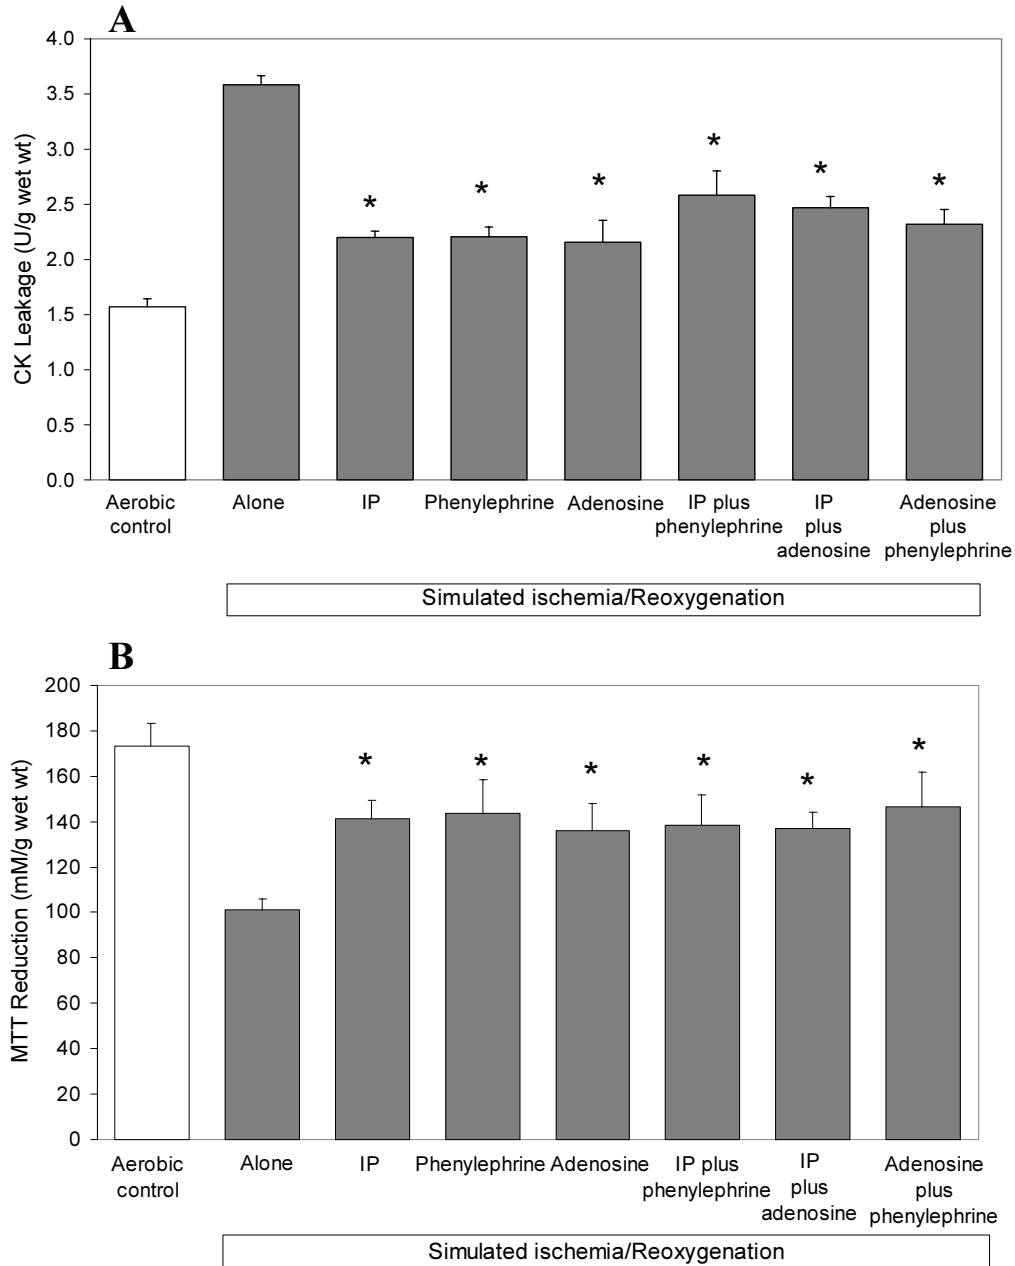 A
4.0
3.5
3.0
2.5
2.0
1.5
1.0
0.5
0.0
CK Leakage (U/g wet wt)
* * * * * *
Aerobic
control
Alone
IP
Phenylephrine
Adenosine
IP plus
phenylephrine
IP
plus
adenosine
Adenosine
plus
phenylephrine
Simulated ischemia/Reoxygenation
B
200
180
160
140
120
100
80
60
40
20
0
MTT Reduction (mM/g wet wt)
* * * * * *
Aerobic
control
Alone
IP
Phenylephrine
Adenosine
IP plus
phenylephrine
IP
plus
adenosine
Adenosine
plus
phenylephrine
Simulated ischemia/Reoxygenation